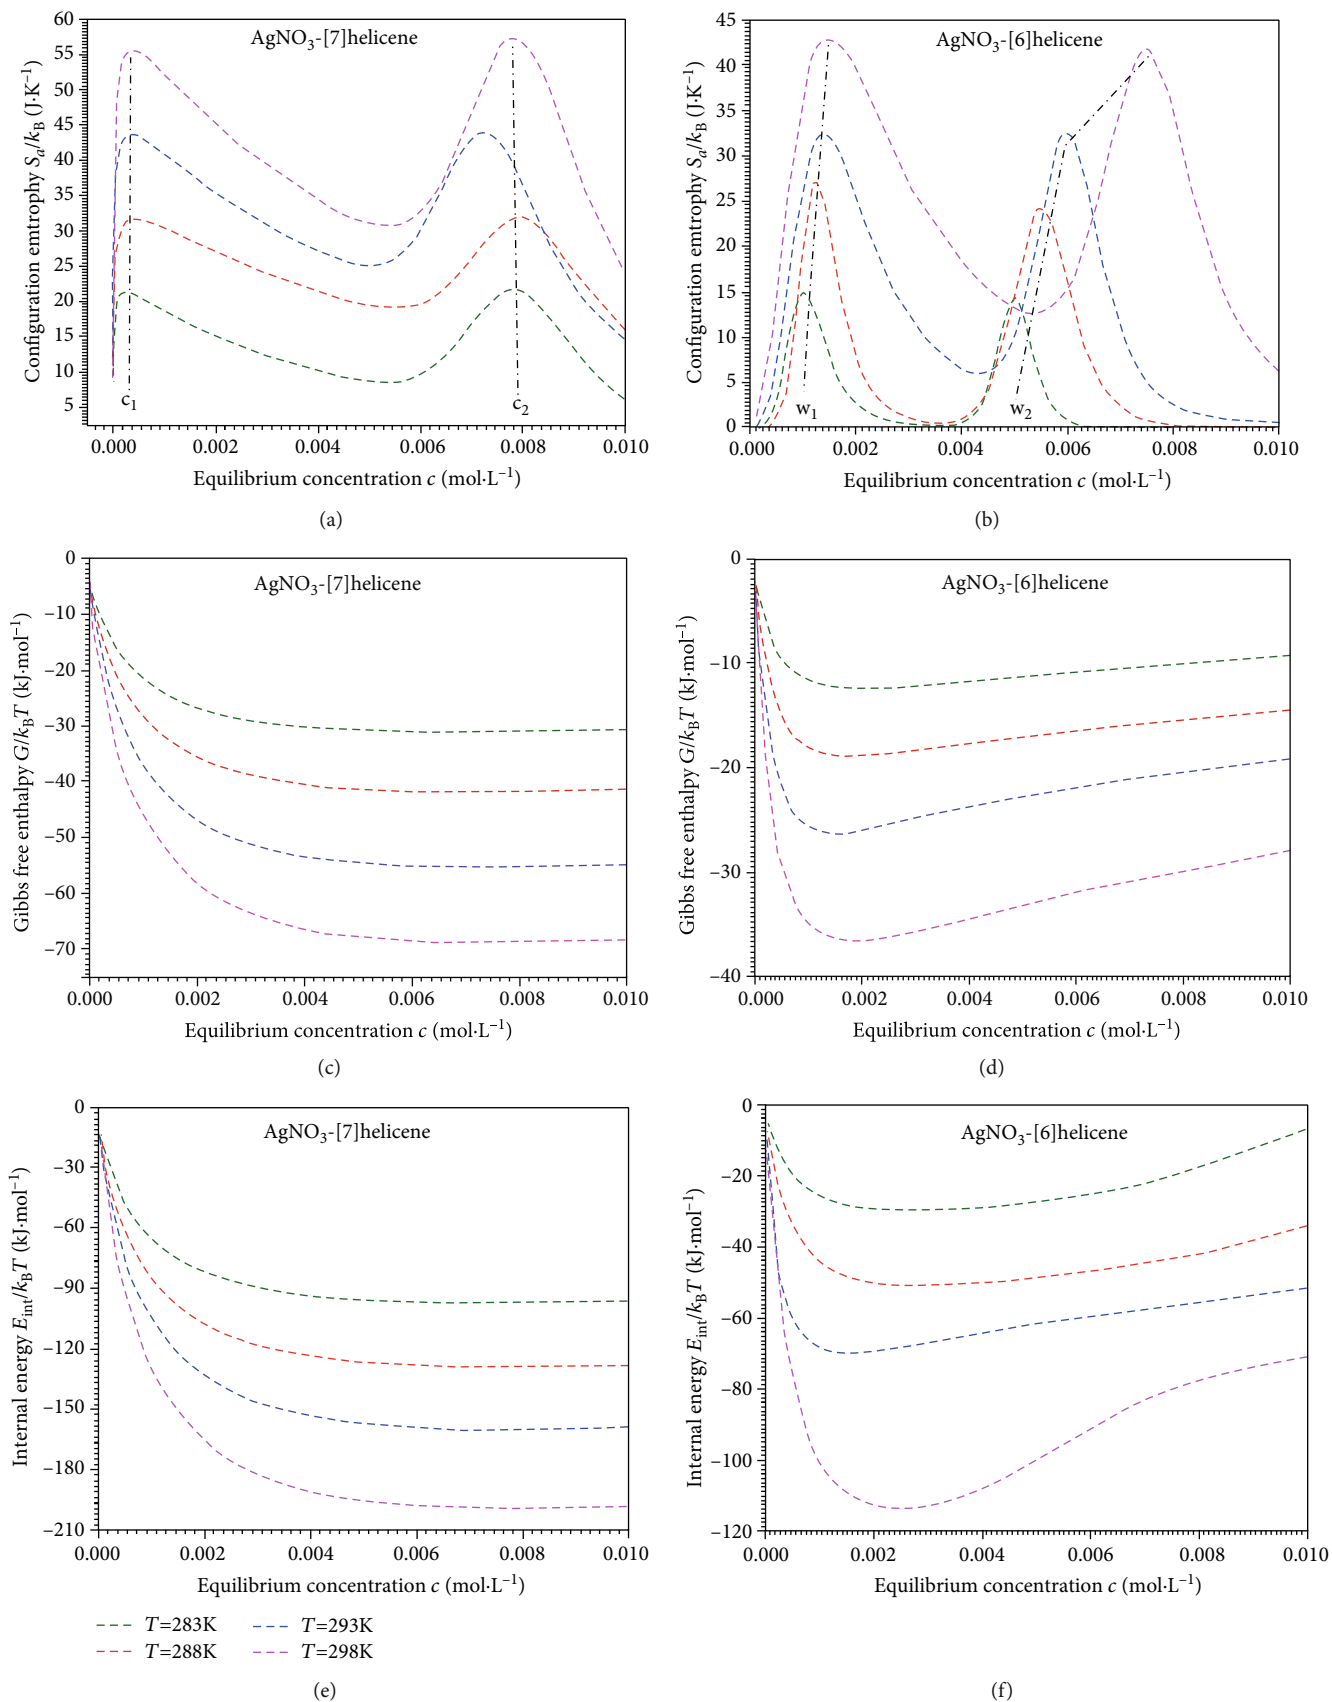 AgNO₃-[7]helicene
Configuration emtrophy Sₐ/k_B (J·K⁻¹)
60
55
50
45
40
35
30
25
20
15
10
5
c₁
c₂
0.000 0.002 0.004 0.006 0.008 0.010
Equilibrium concentration c (mol·L⁻¹)
(a)
AgNO₃-[6]helicene
Configuration emtrophy Sₐ/k_B (J·K⁻¹)
45
40
35
30
25
20
15
10
5
0
w₁
w₂
0.000 0.002 0.004 0.006 0.008 0.010
Equilibrium concentration c (mol·L⁻¹)
(b)
AgNO₃-[7]helicene
Gibbs free enthalpy G/k_BT (kJ·mol⁻¹)
0
−10
−20
−30
−40
−50
−60
−70
0.000 0.002 0.004 0.006 0.008 0.010
Equilibrium concentration c (mol·L⁻¹)
(c)
AgNO₃-[6]helicene
Gibbs free enthalpy G/k_BT (kJ·mol⁻¹)
0
−10
−20
−30
−40
0.000 0.002 0.004 0.006 0.008 0.010
Equilibrium concentration c (mol·L⁻¹)
(d)
AgNO₃-[7]helicene
Internal energy E_int/k_BT (kJ·mol⁻¹)
0
−30
−60
−90
−120
−150
−180
−210
0.000 0.002 0.004 0.006 0.008 0.010
Equilibrium concentration c (mol·L⁻¹)
T=283K
T=293K
T=288K
T=298K
(e)
AgNO₃-[6]helicene
Internal energy E_int/k_BT (kJ·mol⁻¹)
0
−20
−40
−60
−80
−100
−120
0.000 0.002 0.004 0.006 0.008 0.010
Equilibrium concentration c (mol·L⁻¹)
(f)